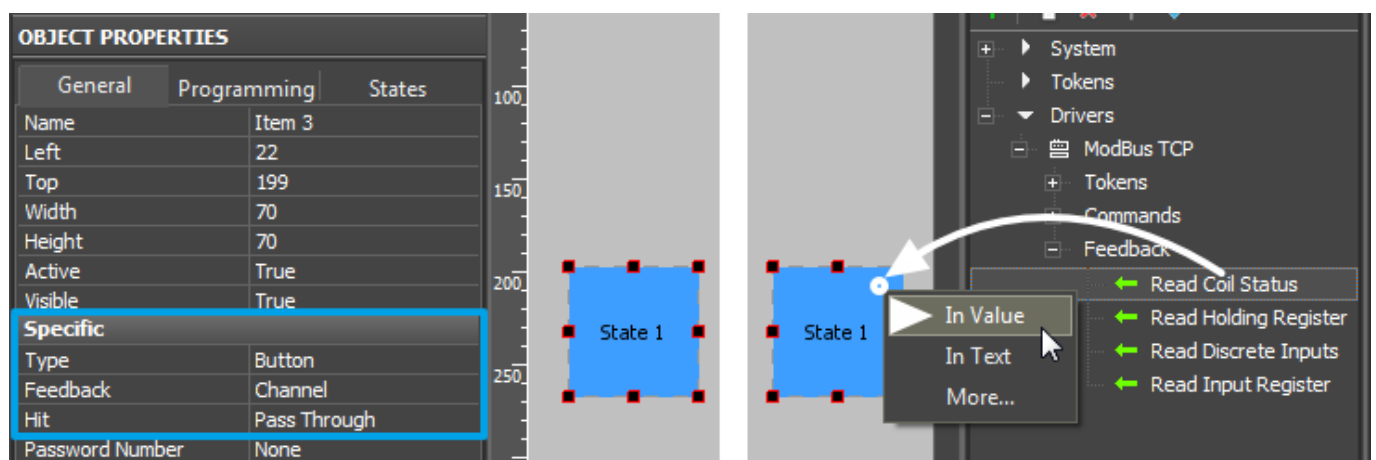 OBJECT PROPERTIES
General Programming States
Name Item 3
Left 22
Top 199
Width 70
Height 70
Active True
Visible True
Specific
Type Button
Feedback Channel
Hit Pass Through
Password Number None
100
150
200
250
State 1
State 1
In Value
In Text
More...
System
Tokens
Drivers
ModBus TCP
Tokens
Commands
Feedback
Read Coil Status
Read Holding Register
Read Discrete Inputs
Read Input Register